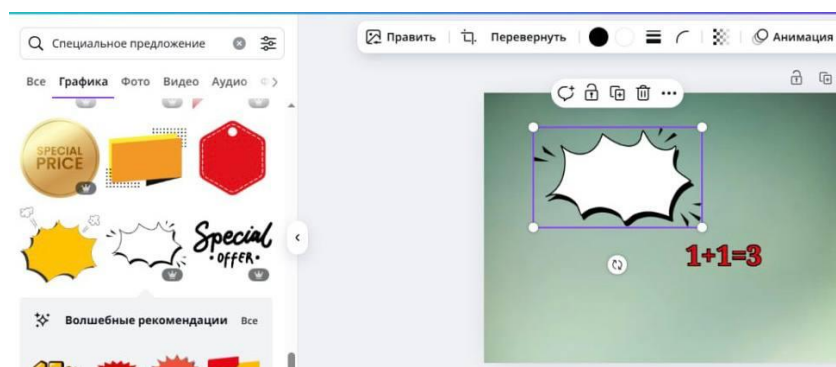 Специальное предложение
Править
Перевернуть
Анимация
Все Графика Фото Видео Аудио
SPECIAL
PRICE
Special
OFFER
1+1=3
Волшебные рекомендации Все